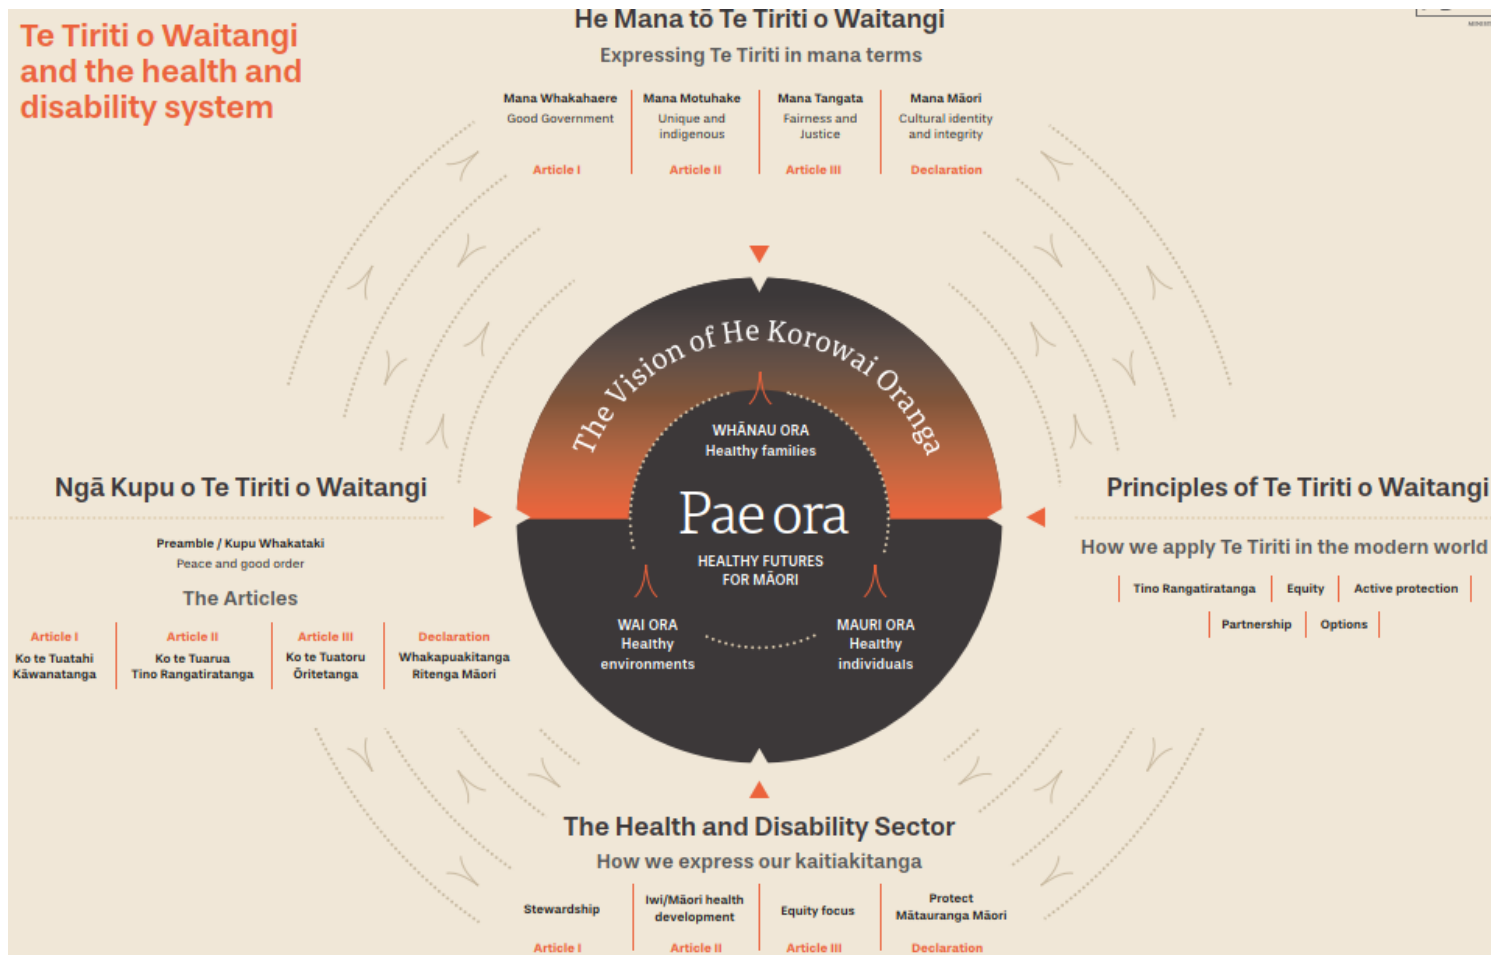 Te Tiriti o Waitangi
and the health and
disability system
He Mana tō Te Tiriti o Waitangi
Expressing Te Tiriti in mana terms
Mana Whakahaere
Good Government
Article I
Mana Motuhake
Unique and
indigenous
Article II
Mana Tangata
Fairness and
Justice
Article III
Mana Māori
Cultural identity
and integrity
Declaration
The Vision of He Korowai Oranga
WHĀNAU ORA
Healthy families
Pae ora
HEALTHY FUTURES
FOR MĀORI
WAI ORA
Healthy
environments
MAURI ORA
Healthy
individuals
Ngā Kupu o Te Tiriti o Waitangi
Preamble / Kupu Whakataki
Peace and good order
The Articles
Article I
Ko te Tuatahi
Kāwanatanga
Article II
Ko te Tuarua
Tino Rangatiratanga
Article III
Ko te Tuatoru
Ōritetanga
Declaration
Whakapuakitanga
Ritenga Māori
Principles of Te Tiriti o Waitangi
How we apply Te Tiriti in the modern world
Tino Rangatiratanga
Equity
Active protection
Partnership
Options
The Health and Disability Sector
How we express our kaitiakitanga
Stewardship
Article I
Iwi/Māori health
development
Article II
Equity focus
Article III
Protect
Mātauranga Māori
Declaration